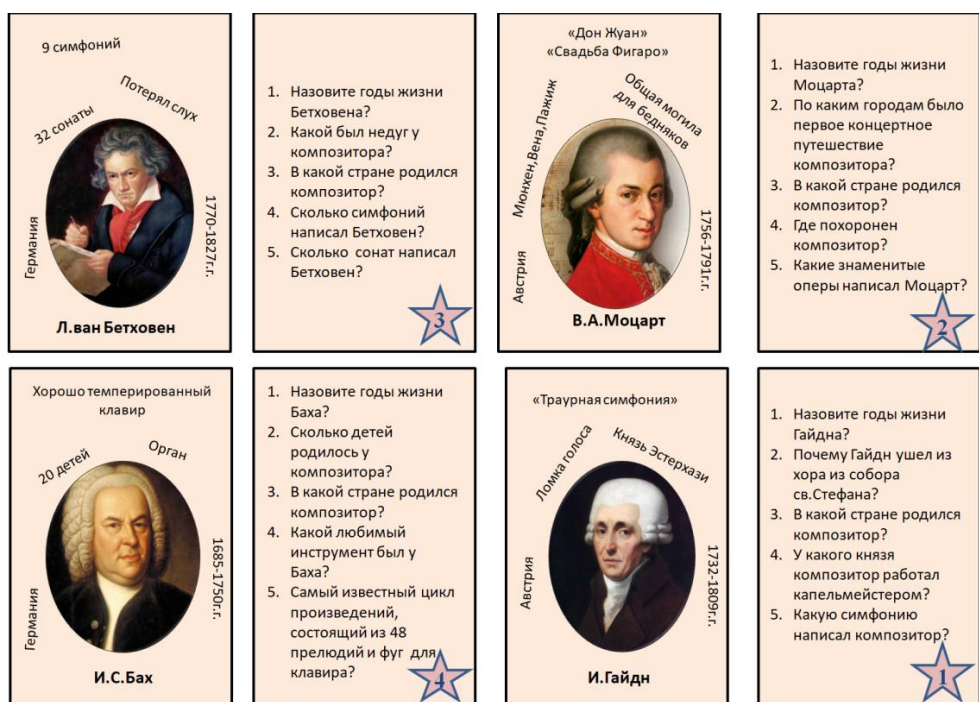 9 симфоний
Потерял слух
32 сонаты
Германия
1770-1827г.г.
Л.ван Бетховен
1. Назовите годы жизни
Бетховена?
2. Какой был недуг у
композитора?
3. В какой стране родился
композитор?
4. Сколько симфоний
написал Бетховен?
5. Сколько сонат написал
Бетховен?
3
«Дон Жуан»
«Свадьба Фигаро»
Мюнхен,Вена,Пажиж
Общая могила
для бедняков
Австрия
1756-1791г.г.
В.А.Моцарт
1. Назовите годы жизни
Моцарта?
2. По каким городам было
первое концертное
путешествие
композитора?
3. В какой стране родился
композитор?
4. Где похоронен
композитор?
5. Какие знаменитые
оперы написал Моцарт?
2
Хорошо темперированный
клавир
20 детей
Орган
Германия
1685-1750г.г.
И.С.Бах
1. Назовите годы жизни
Баха?
2. Сколько детей
родилось у
композитора?
3. В какой стране родился
композитор?
4. Какой любимый
инструмент был у
Баха?
5. Самый известный цикл
произведений,
состоящий из 48
прелюдий и фуг для
клавира?
4
«Траурная симфония»
Ломка голоса
Князь Эстерхази
Австрия
1732-1809г.г.
И.Гайдн
1. Назовите годы жизни
Гайдна?
2. Почему Гайдн ушел из
хора из собора
св.Стефана?
3. В какой стране родился
композитор?
4. У какого князя
композитор работал
капельмейстером?
5. Какую симфонию
написал композитор?
1